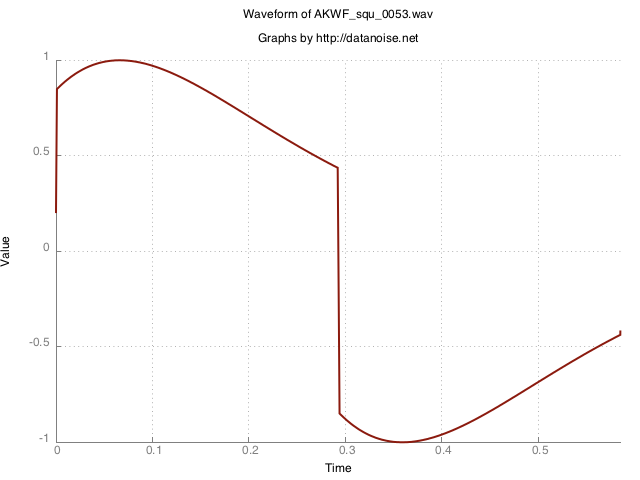 Waveform of AKWF_squ_0053.wav
Graphs by http://datanoise.net
1
0.5
0
-0.5
-1
Value
0 0.1 0.2 0.3 0.4 0.5
Time